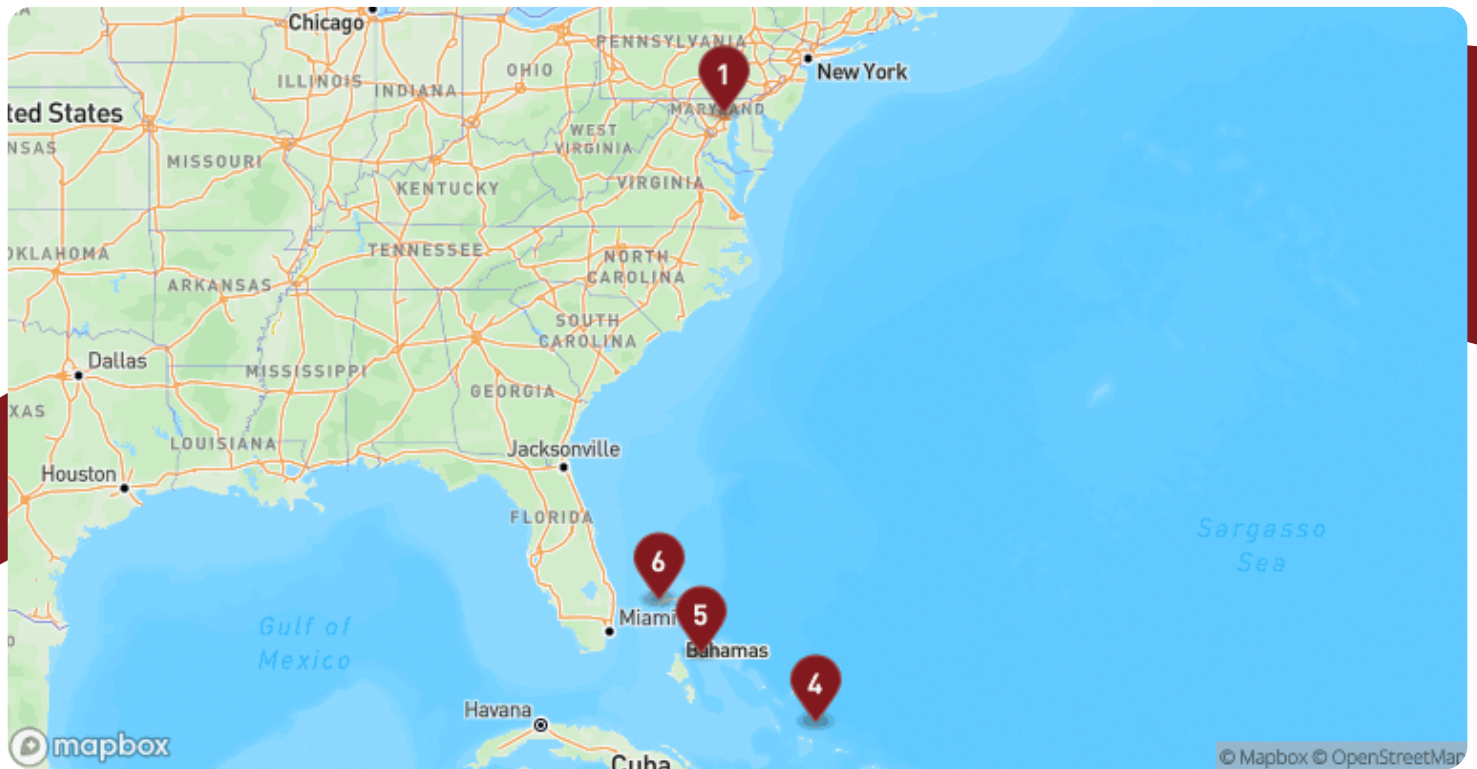 Chicago
PENNSYLVANIA
OHIO
1
New York
ILLINOIS
INDIANA
MARYLAND
ted States
WEST
VIRGINIA
NSAS
MISSOURI
KENTUCKY
VIRGINIA
OKLAHOMA
TENNESSEE
NORTH
CAROLINA
ARKANSAS
SOUTH
CAROLINA
Dallas
MISSISSIPPI
GEORGIA
XAS
LOUISIANA
Jacksonville
Houston
FLORIDA
Sargasso
Sea
6
5
Miami
Gulf of
Mexico
Bahamas
4
Havana
mapbox
Cuba
© Mapbox © OpenStreetMap